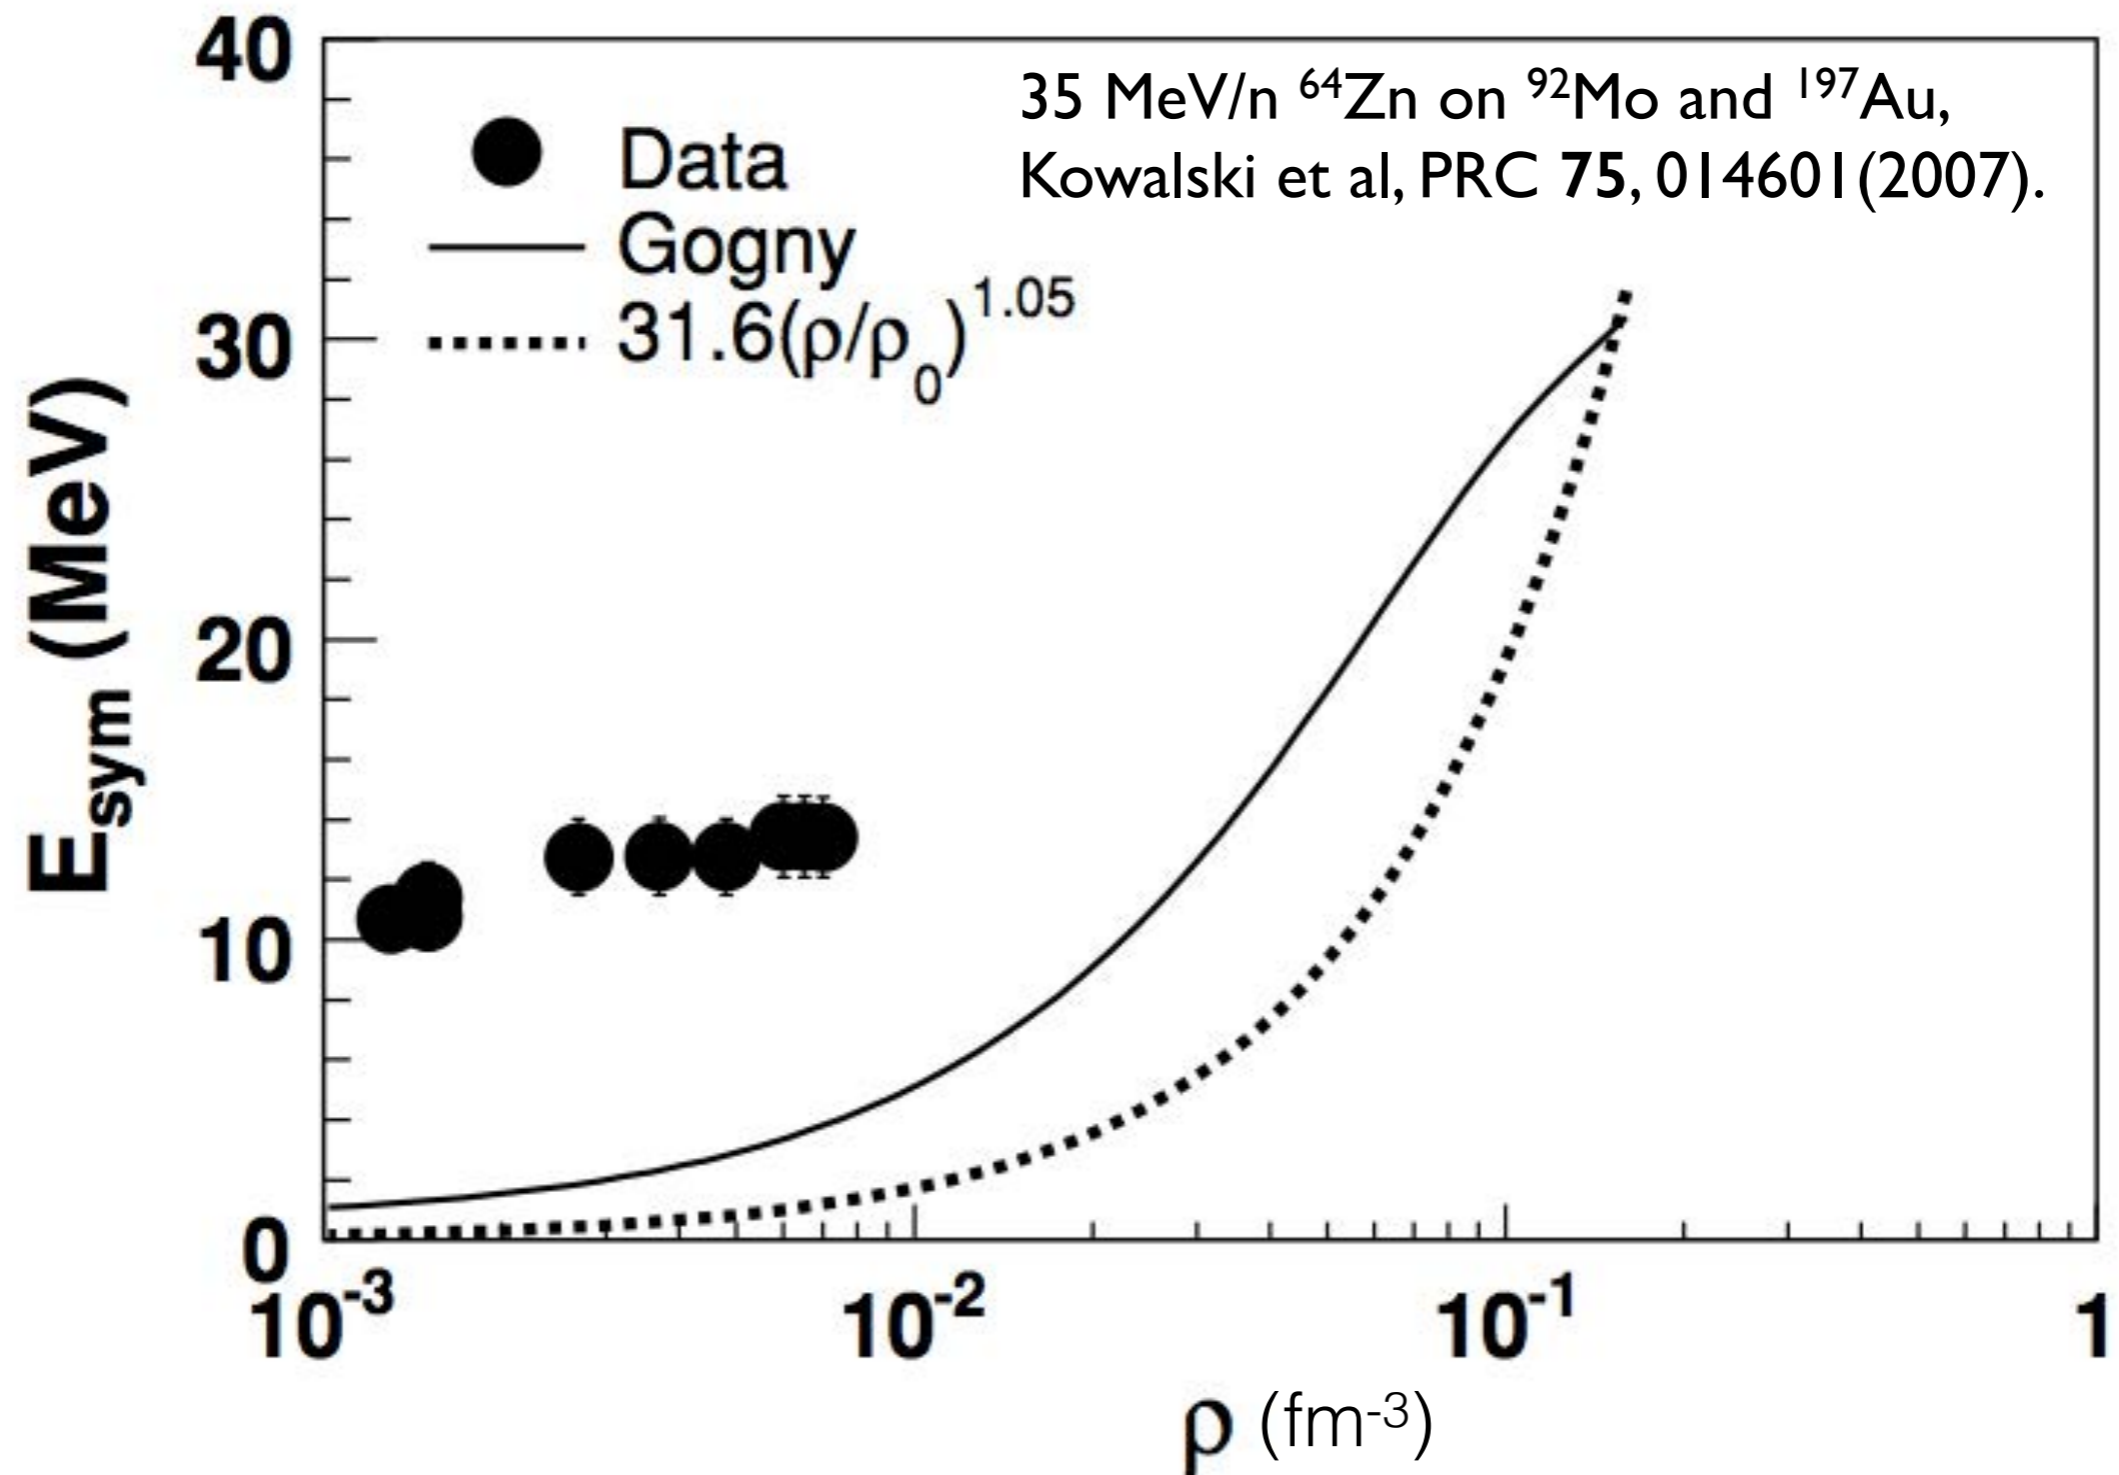 40
35 MeV/n ⁶⁴Zn on ⁹²Mo and ¹⁹⁷Au,
Kowalski et al, PRC 75, 014601(2007).
Data
Gogny
31.6(ρ/ρ₀)¹·⁰⁵
30
20
10
0
E_sym (MeV)
10⁻³ 10⁻² 10⁻¹ 1
ρ (fm⁻³)